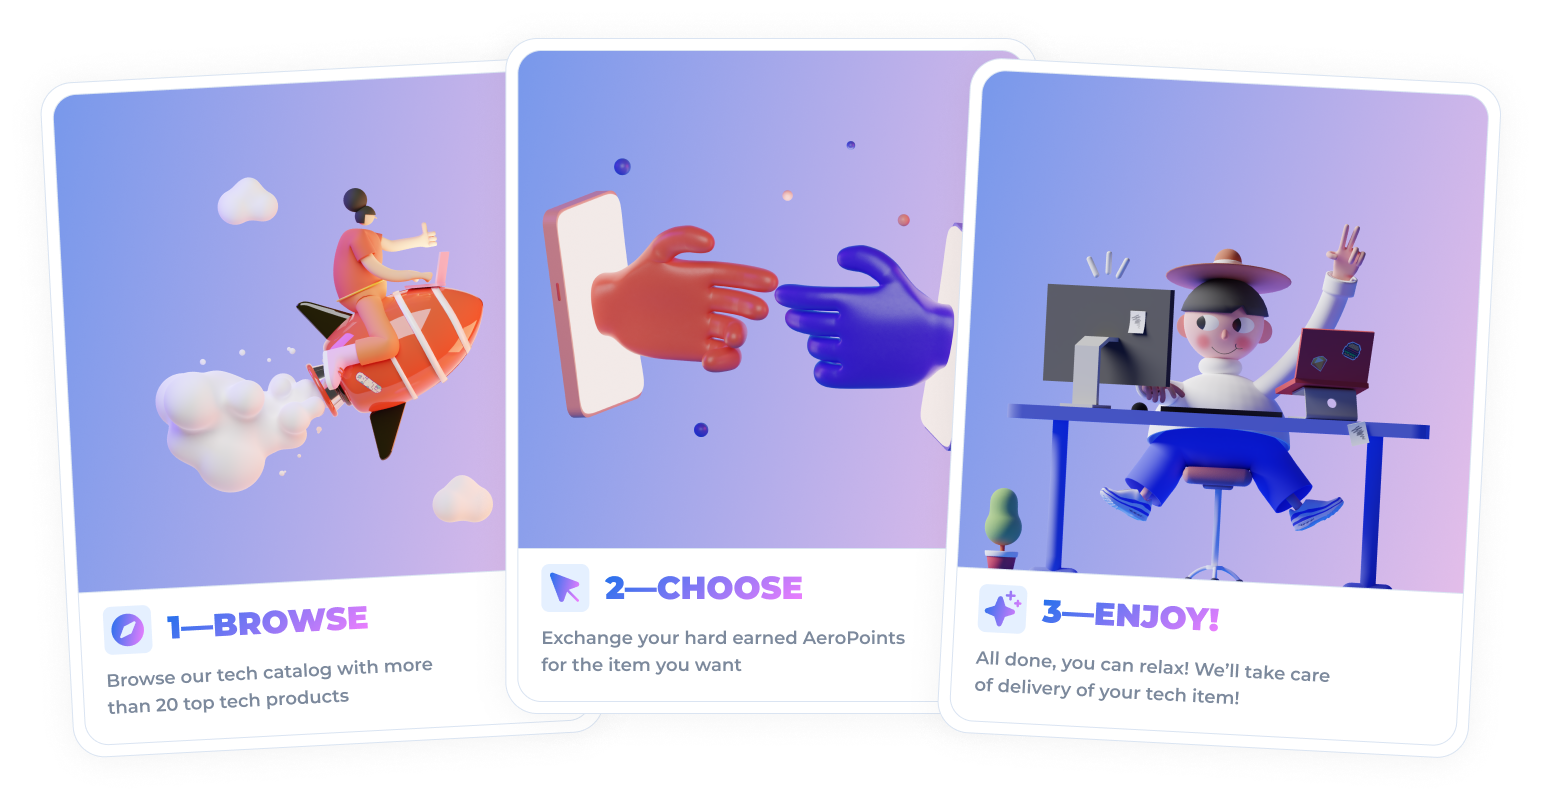 1—BROWSE
Browse our tech catalog with more
than 20 top tech products
2—CHOOSE
Exchange your hard earned AeroPoints
for the item you want
3—ENJOY!
All done, you can relax! We’ll take care
of delivery of your tech item!